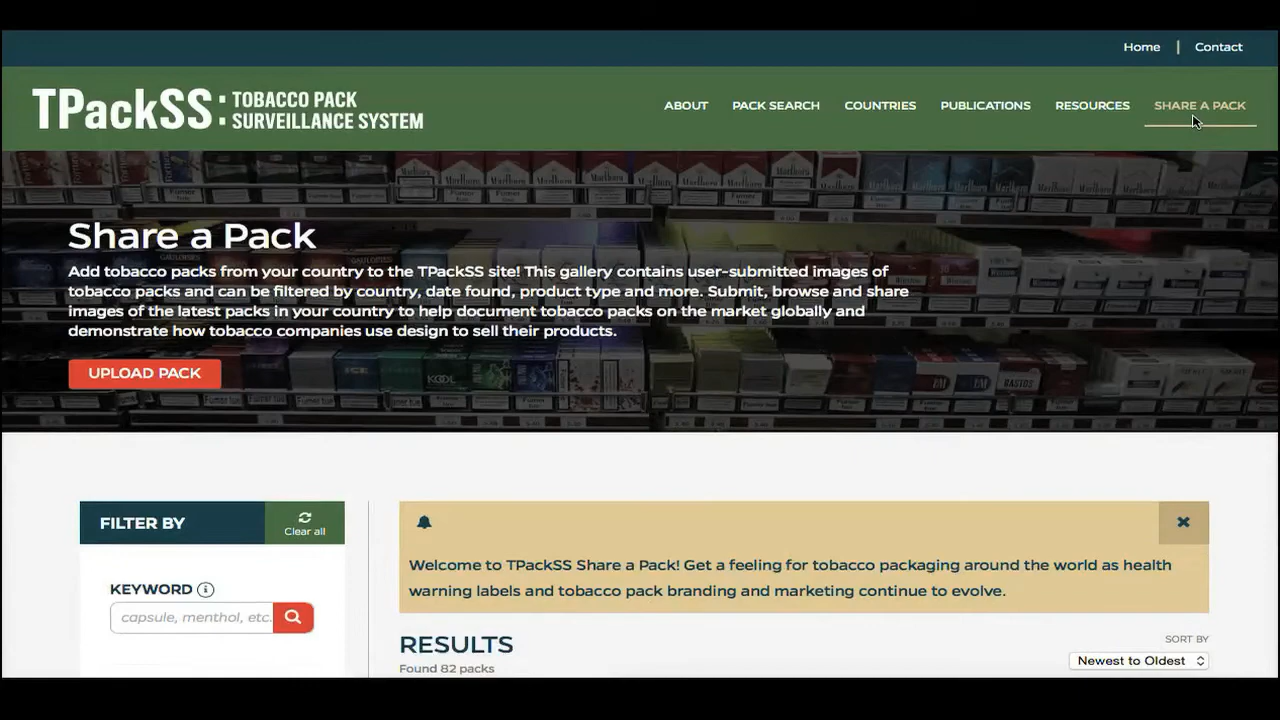 Home | Contact
TPackSS: TOBACCO PACK
SURVEILLANCE SYSTEM
ABOUT PACK SEARCH COUNTRIES PUBLICATIONS RESOURCES SHARE A PACK
Share a Pack
Add tobacco packs from your country to the TPackSS site! This gallery contains user-submitted images of
tobacco packs and can be filtered by country, date found, product type and more. Submit, browse and share
images of the latest packs in your country to help document tobacco packs on the market globally and
demonstrate how tobacco companies use design to sell their products.
UPLOAD PACK
Marlboro
KOOL
FILTER BY
Clear all
KEYWORD
capsule, menthol, etc.
Welcome to TPackSS Share a Pack! Get a feeling for tobacco packaging around the world as health
warning labels and tobacco pack branding and marketing continue to evolve.
RESULTS
Found 82 packs
SORT BY
Newest to Oldest